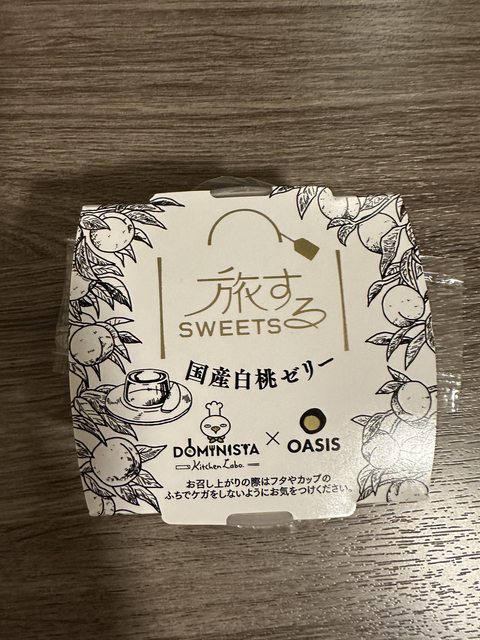 旅する
SWEETS
国産白桃ゼリー
DOMINISTA
Kitchen Labo.
×
OASIS
お召し上がりの際はフタやカップの
ふちでケガをしないようにお気をつけください。